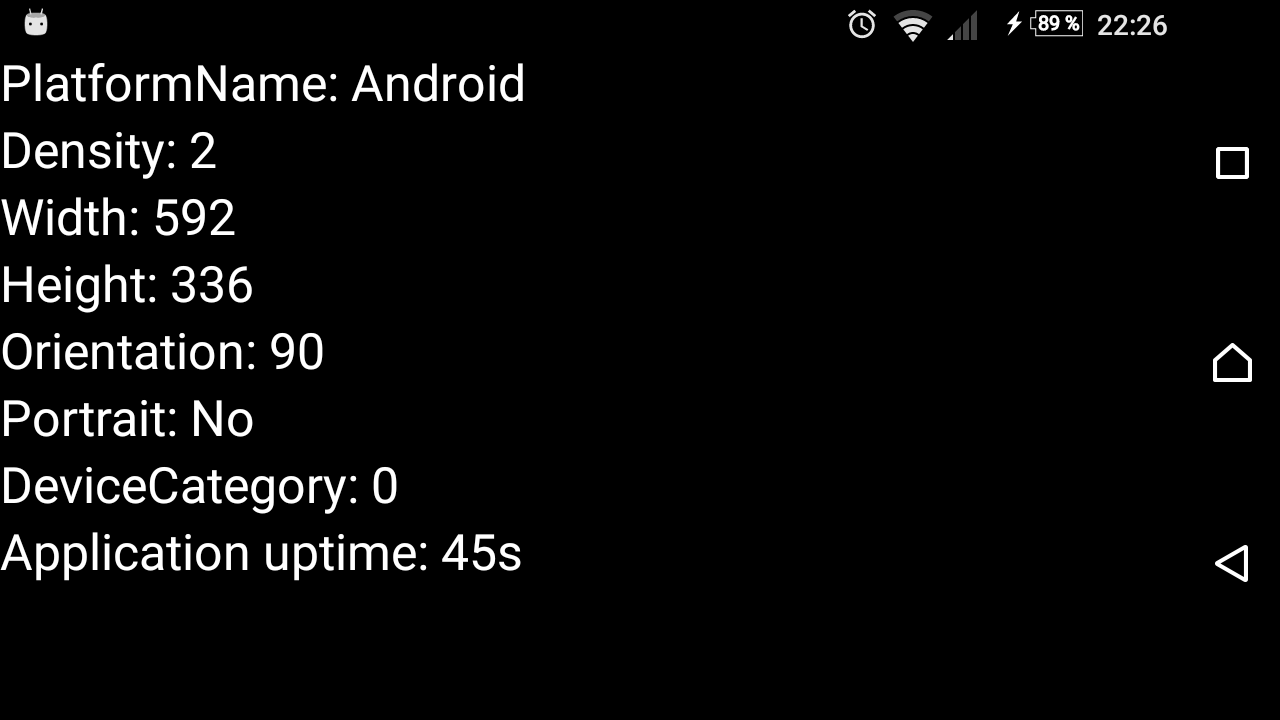 89 % 22:26
PlatformName: Android
Density: 2
Width: 592
Height: 336
Orientation: 90
Portrait: No
DeviceCategory: 0
Application uptime: 45s